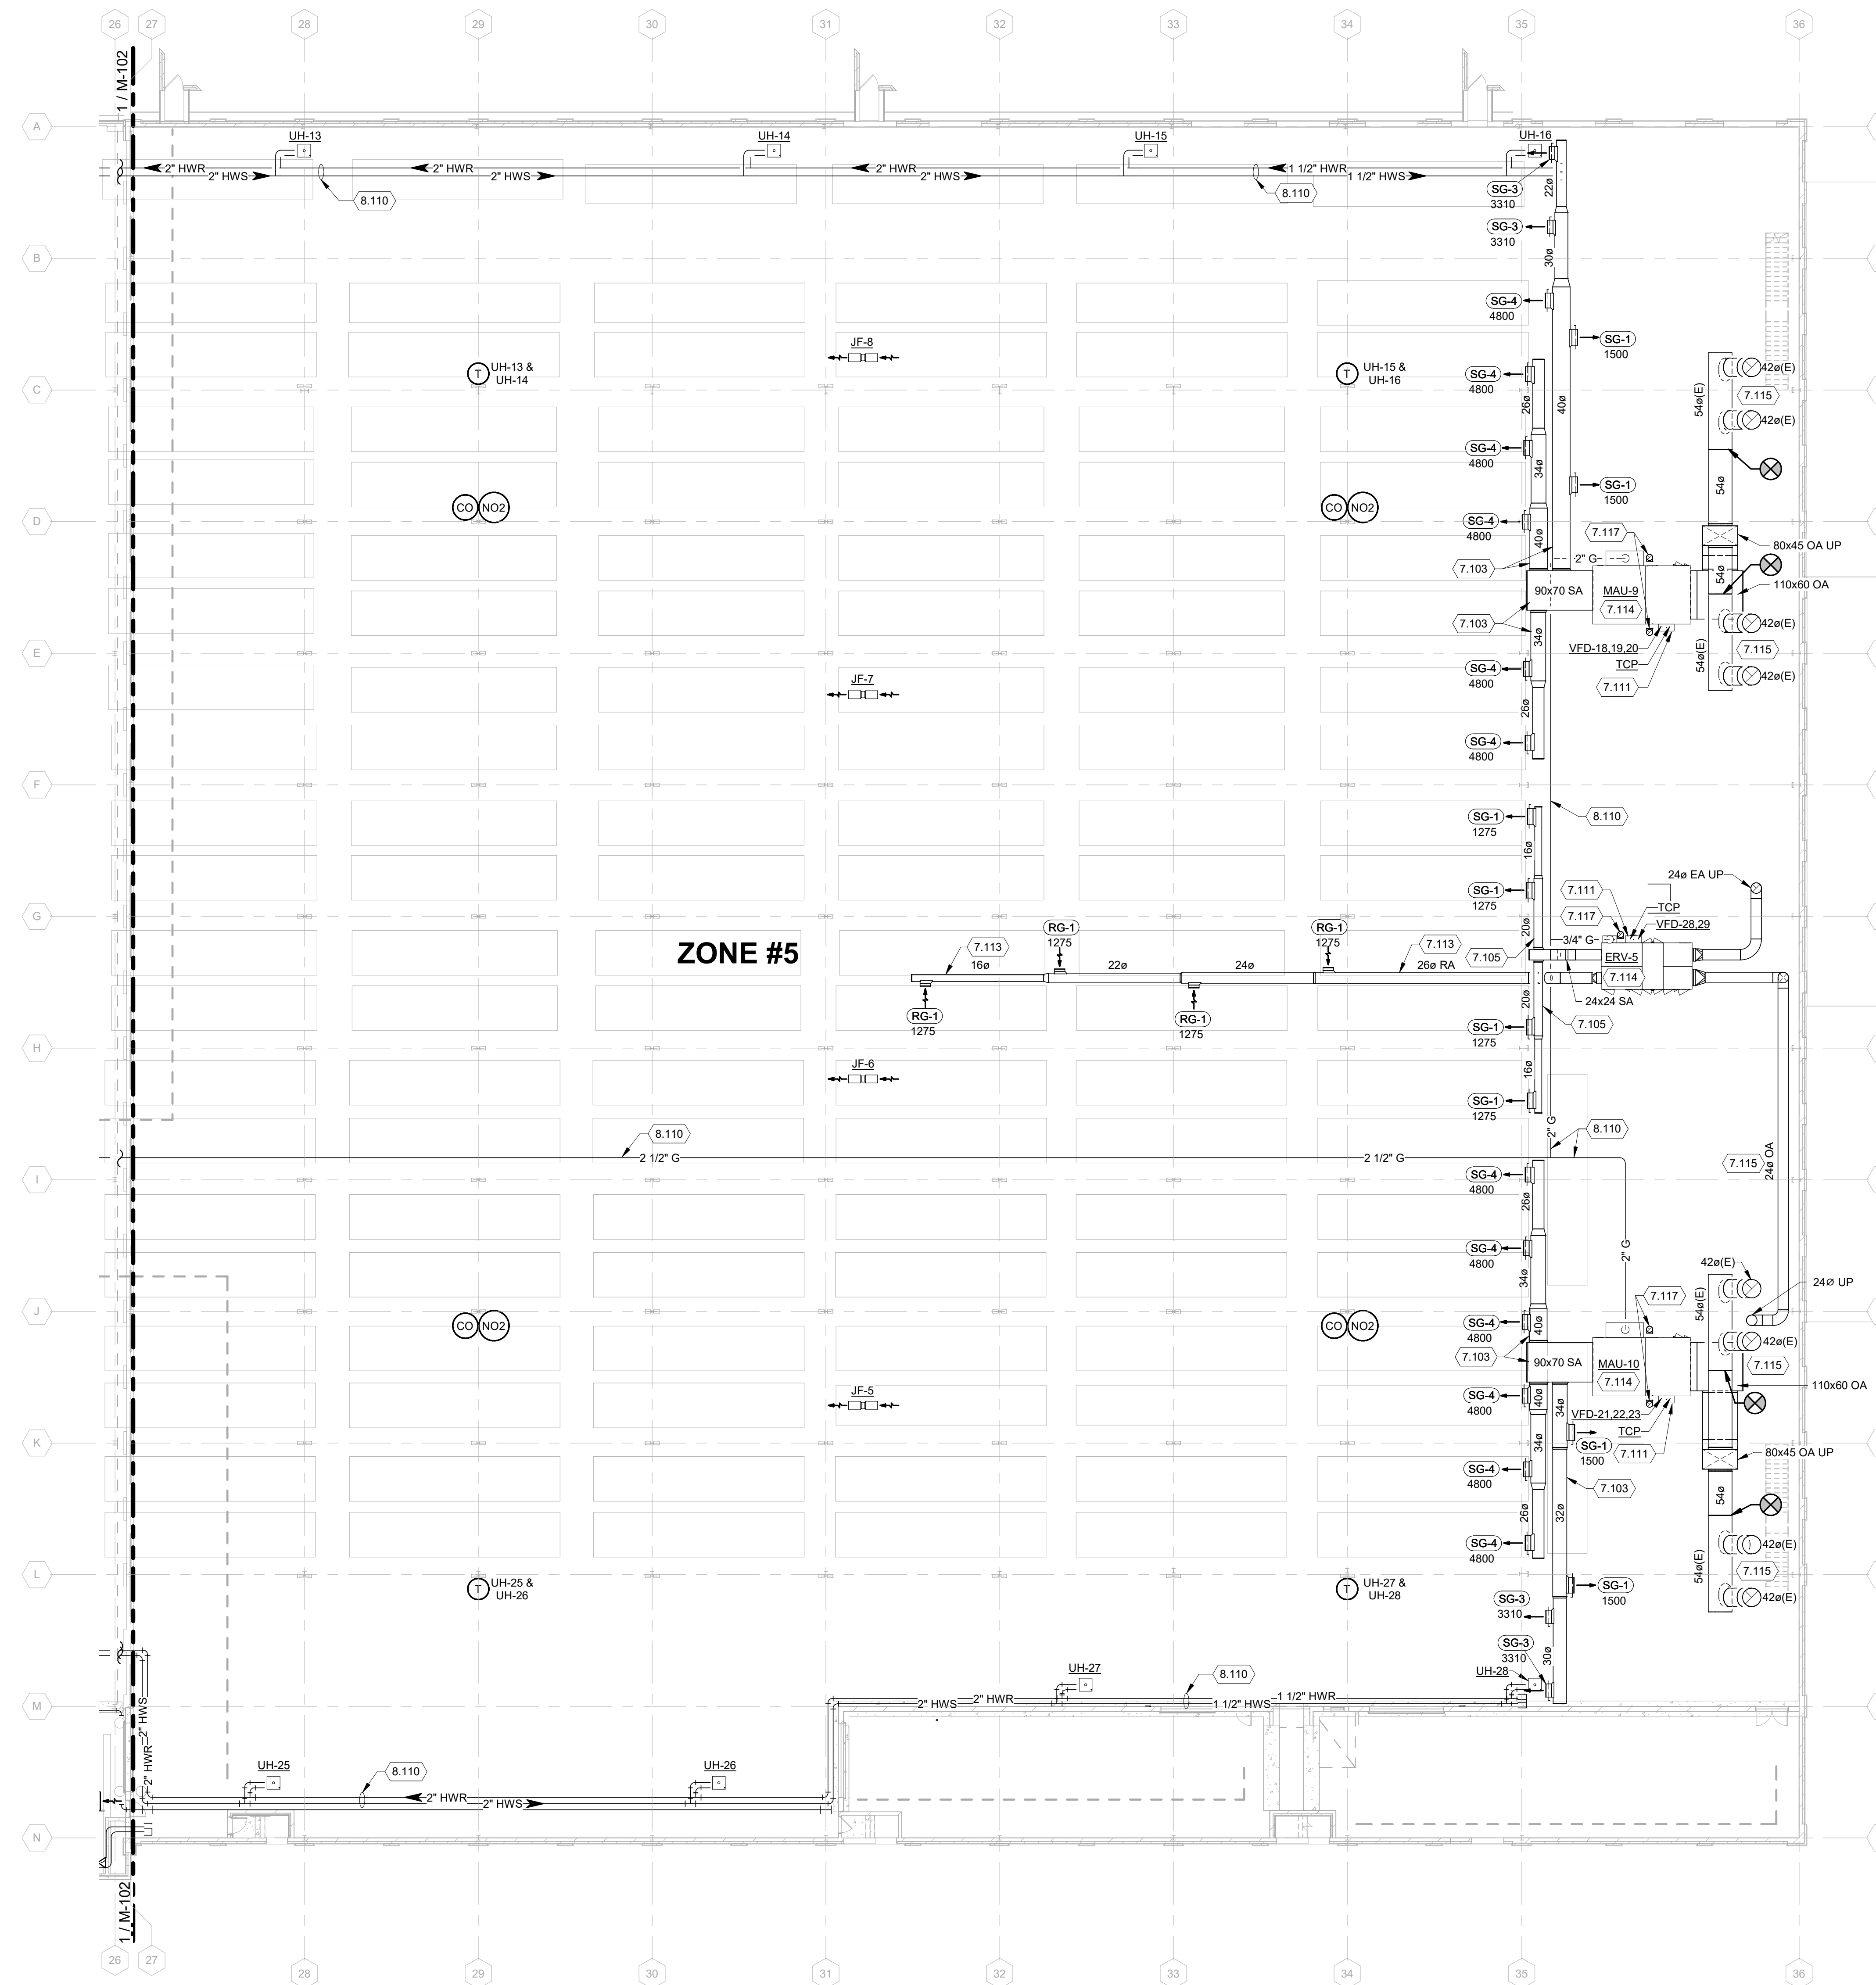 26
27
28
29
30
31
32
33
34
35
36
1 / M-102
A
UH-13
UH-14
UH-15
UH-16
2" HWR
2" HWS
2" HWR
2" HWS
2" HWR
2" HWS
1 1/2" HWR
1 1/2" HWS
8.110
8.110
SG-3
3310
22ø
SG-3
3310
B
30ø
SG-4
4800
SG-1
1500
JF-8
T
UH-13 &
UH-14
T
UH-15 &
UH-16
SG-4
4800
42ø(E)
C
7.115
54ø(E)
26ø
40ø
42ø(E)
SG-4
4800
34ø
SG-1
1500
54ø
CO
NO2
CO
NO2
D
SG-4
4800
40ø
7.117
80x45 OA UP
2" G
7.103
54ø
110x60 OA
90x70 SA
MAU-9
7.114
7.103
42ø(E)
34ø
E
VFD-18,19,20
7.115
54ø(E)
TCP
SG-4
4800
42ø(E)
7.111
JF-7
26ø
SG-4
4800
F
SG-1
1275
8.110
16ø
24ø EA UP
SG-1
1275
7.111
TCP
G
7.117
VFD-28,29
20ø
RG-1
1275
RG-1
1275
3/4" G
ZONE #5
7.113
7.113
7.105
ERV-5
16ø
22ø
24ø
26ø RA
7.114
20ø
24x24 SA
RG-1
1275
RG-1
1275
7.105
SG-1
1275
H
JF-6
16ø
SG-1
1275
2" G
8.110
8.110
2 1/2" G
2 1/2" G
7.115
24ø OA
I
SG-4
4800
26ø
SG-4
4800
2" G
34ø
42ø(E)
24Ø UP
7.117
54ø(E)
J
CO
NO2
CO
NO2
SG-4
4800
40ø
42ø(E)
7.103
90x70 SA
MAU-10
7.115
7.114
110x60 OA
JF-5
SG-4
4800
40ø
34ø
VFD-21,22,23
K
34ø
TCP
SG-1
1500
7.111
80x45 OA UP
SG-4
4800
7.103
54ø
26ø
32ø
SG-4
4800
42ø(E)
L
54ø(E)
7.115
T
UH-25 &
UH-26
T
UH-27 &
UH-28
SG-1
1500
42ø(E)
SG-3
3310
SG-3
3310
30ø
UH-27
8.110
UH-28
M
2" HWS
2" HWR
1 1/2" HWS
1 1/2" HWR
2" HWS
2" HWR
UH-25
8.110
UH-26
2" HWR
2" HWS
N
1 / M-102
26
27
28
29
30
31
32
33
34
35
36